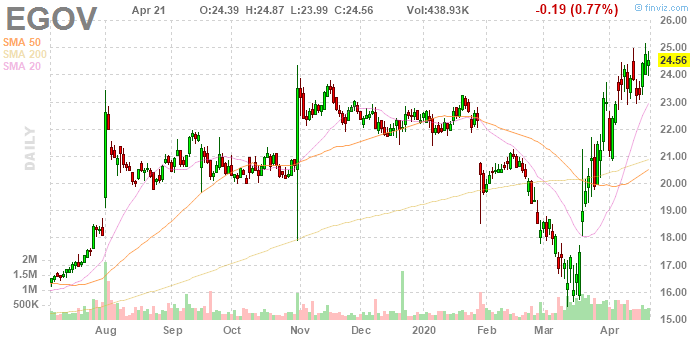 © finviz.com
EGOV
Apr 21
O:24.39 H:24.87 L:23.99 C:24.56 Vol:438.93K
-0.19 (0.77%)
SMA 50
SMA 200
SMA 20
DAILY
26.00
25.00
24.56
24.00
23.00
22.00
21.00
20.00
19.00
18.00
17.00
16.00
15.00
2M
1.5M
1M
500K
Aug Sep Oct Nov Dec 2020 Feb Mar Apr